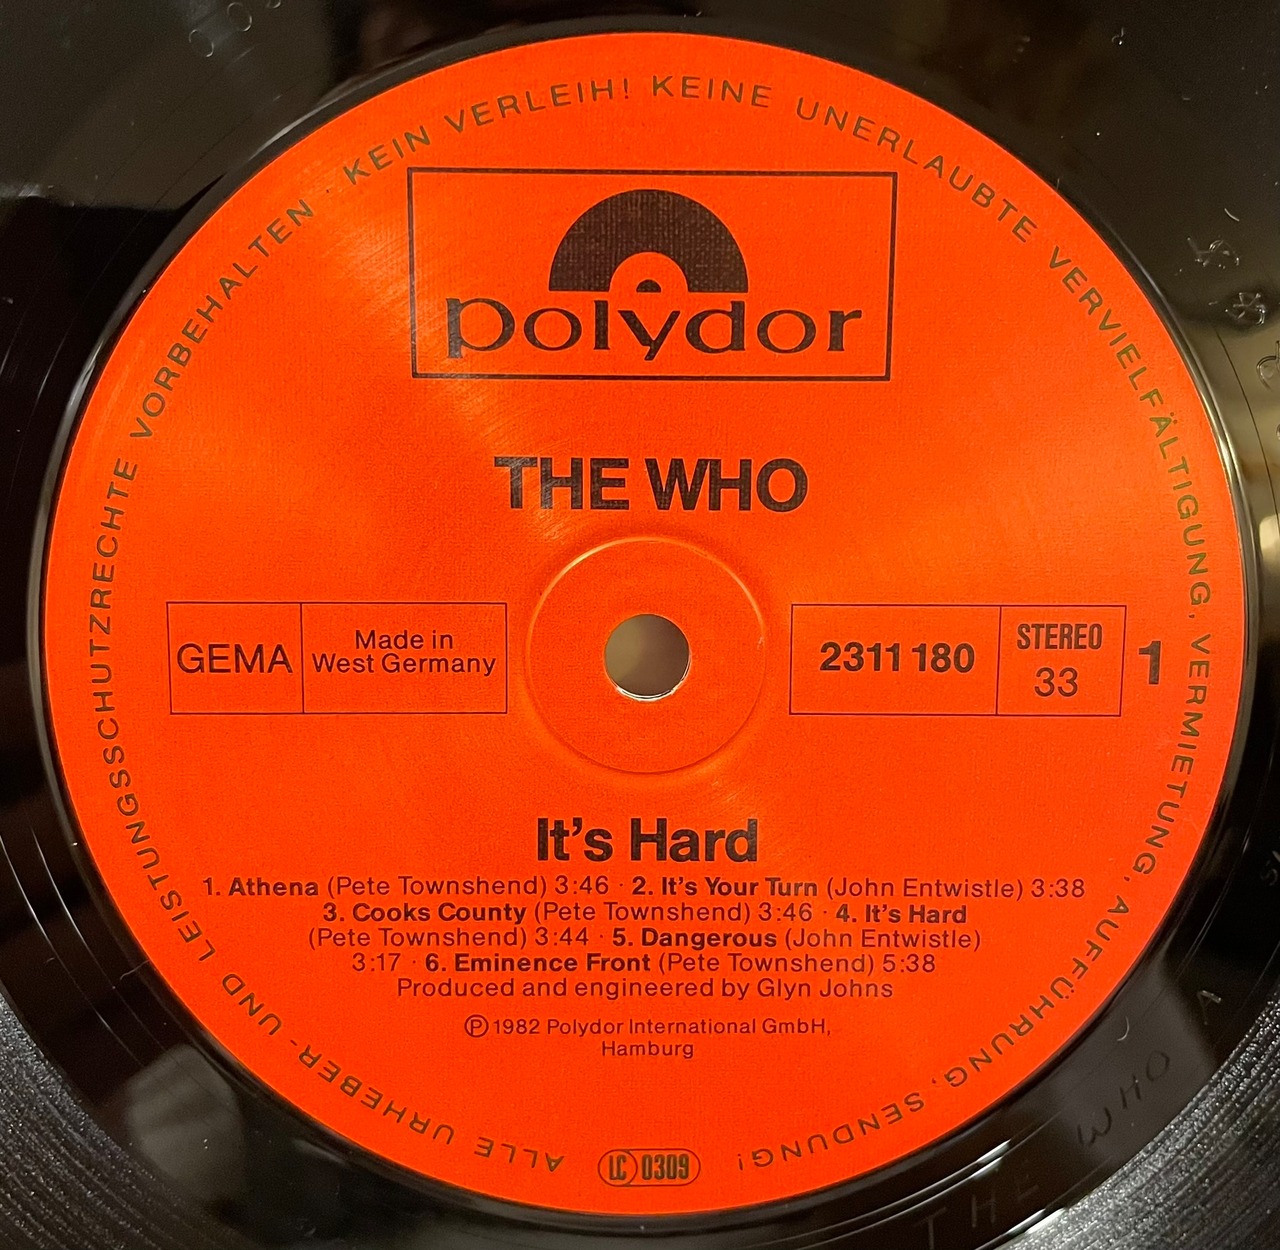 ALLE URHEBER- UND LEISTUNGSSCHUTZRECHTE VORBEHALTEN · KEIN VERLEIH! KEINE UNERLAUBTE VERVIELFÄLTIGUNG, VERMIETUNG, AUFFÜHRUNG, SENDUNG!
polydor
THE WHO
GEMA
Made in
West Germany
2311 180
STEREO
33
1
It's Hard
1. Athena (Pete Townshend) 3:46 · 2. It's Your Turn (John Entwistle) 3:38
3. Cooks County (Pete Townshend) 3:46 · 4. It's Hard
(Pete Townshend) 3:44 · 5. Dangerous (John Entwistle)
3:17 · 6. Eminence Front (Pete Townshend) 5:38
Produced and engineered by Glyn Johns
Ⓟ 1982 Polydor International GmbH,
Hamburg
LC 0309
THE WHO A